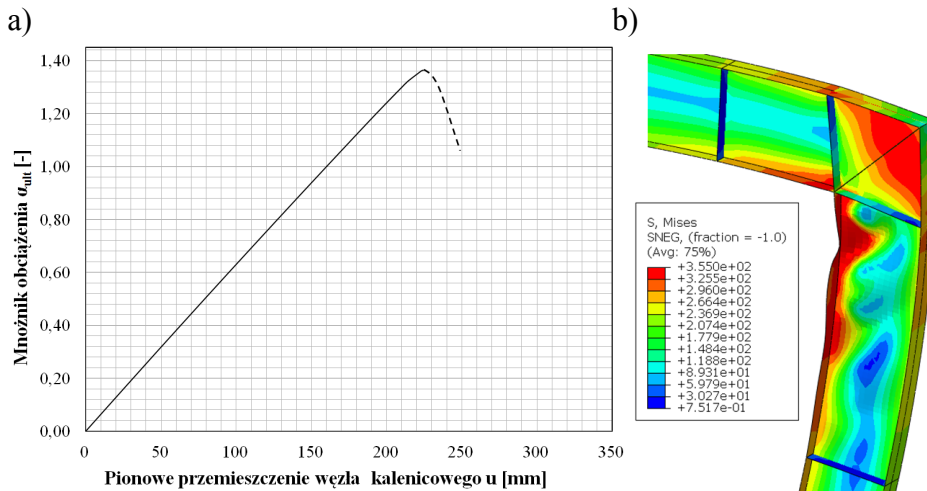 a)
1,40
1,20
1,00
0,80
0,60
0,40
0,20
0,00
Mnożnik obciążenia αult [-]
0 50 100 150 200 250 300 350
Pionowe przemieszczenie węzła kalenicowego u [mm]
b)
S, Mises
SNEG, (fraction = -1.0)
(Avg: 75%)
+3.550e+02
+3.255e+02
+2.960e+02
+2.664e+02
+2.369e+02
+2.074e+02
+1.779e+02
+1.484e+02
+1.188e+02
+8.931e+01
+5.979e+01
+3.027e+01
+7.517e-01